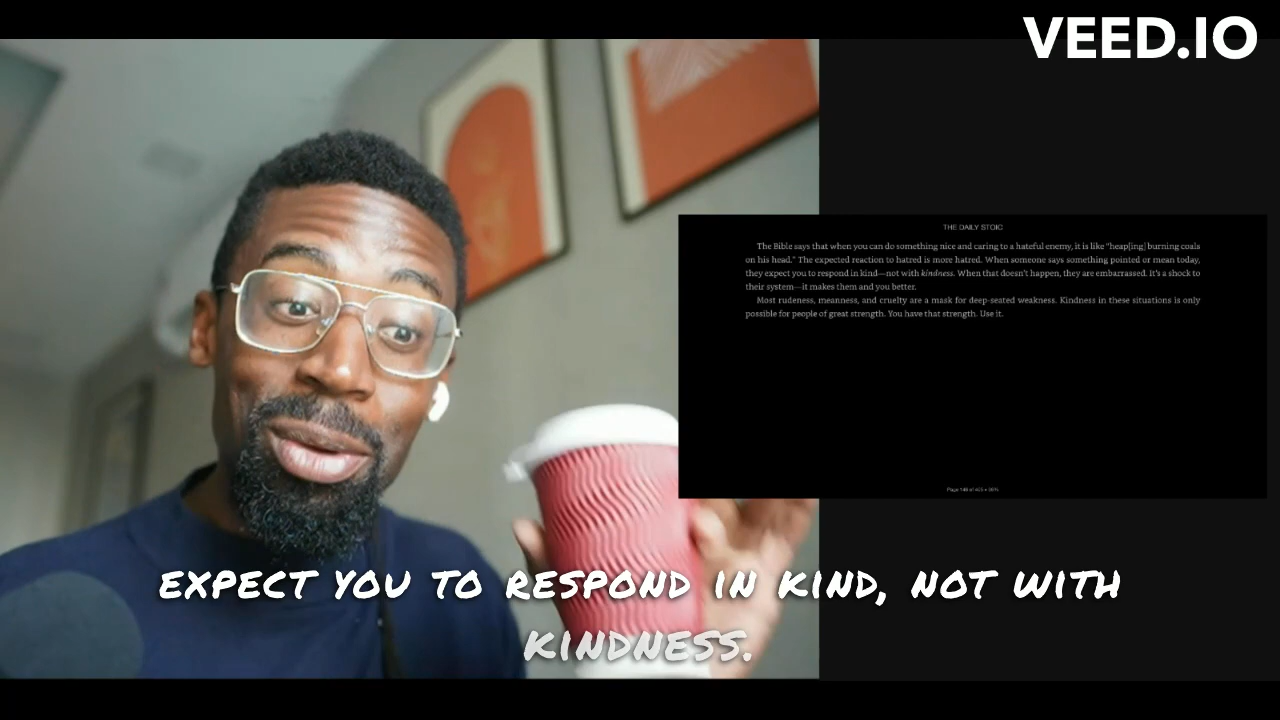 VEED.IO
THE DAILY STOIC
The Bible says that when you can do something nice and caring to a hateful enemy, it is like "heap[ing] burning coals
on his head." The expected reaction to hatred is more hatred. When someone says something pointed or mean today,
they expect you to respond in kind—not with kindness. When that doesn't happen, they are embarrassed. It's a shock to
their system—it makes them and you better.
Most rudeness, meanness, and cruelty are a mask for deep-seated weakness. Kindness in these situations is only
possible for people of great strength. You have that strength. Use it.
EXPECT YOU TO RESPOND IN KIND, NOT WITH
KINDNESS.